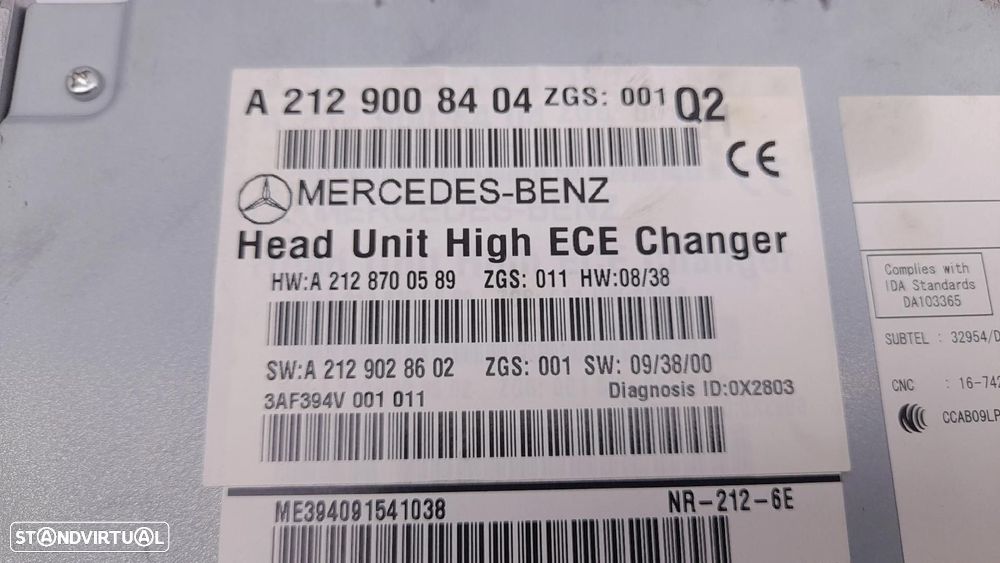 A 212 900 84 04 ZGS: 001 Q2
CE
MERCEDES-BENZ
Head Unit High ECE Changer
HW:A 212 870 05 89 ZGS: 011 HW:08/38
SW:A 212 902 86 02 ZGS: 001 SW: 09/38/00
3AF394V 001 011 Diagnosis ID:0X2803
ME394091541038 NR-212-6E
Complies with
IDA Standards
DA103365
SUBTEL : 32954/D
CNC : 16-742
CCAB09LP
STANDVIRTUAL